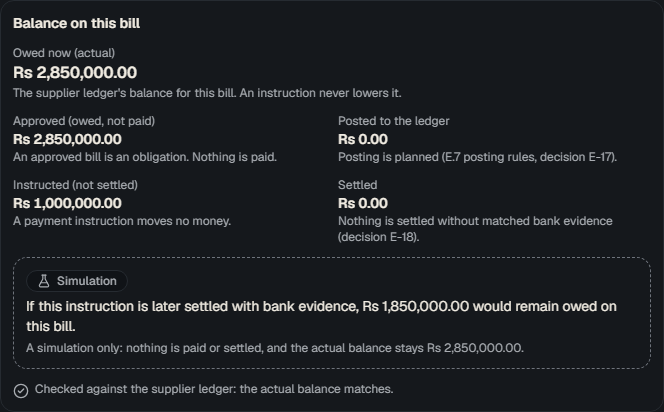 Balance on this bill
Owed now (actual)
Rs 2,850,000.00
The supplier ledger's balance for this bill. An instruction never lowers it.
Approved (owed, not paid)
Rs 2,850,000.00
An approved bill is an obligation. Nothing is paid.
Posted to the ledger
Rs 0.00
Posting is planned (E.7 posting rules, decision E-17).
Instructed (not settled)
Rs 1,000,000.00
A payment instruction moves no money.
Settled
Rs 0.00
Nothing is settled without matched bank evidence
(decision E-18).
Simulation
If this instruction is later settled with bank evidence, Rs 1,850,000.00 would remain owed on
this bill.
A simulation only: nothing is paid or settled, and the actual balance stays Rs 2,850,000.00.
Checked against the supplier ledger: the actual balance matches.